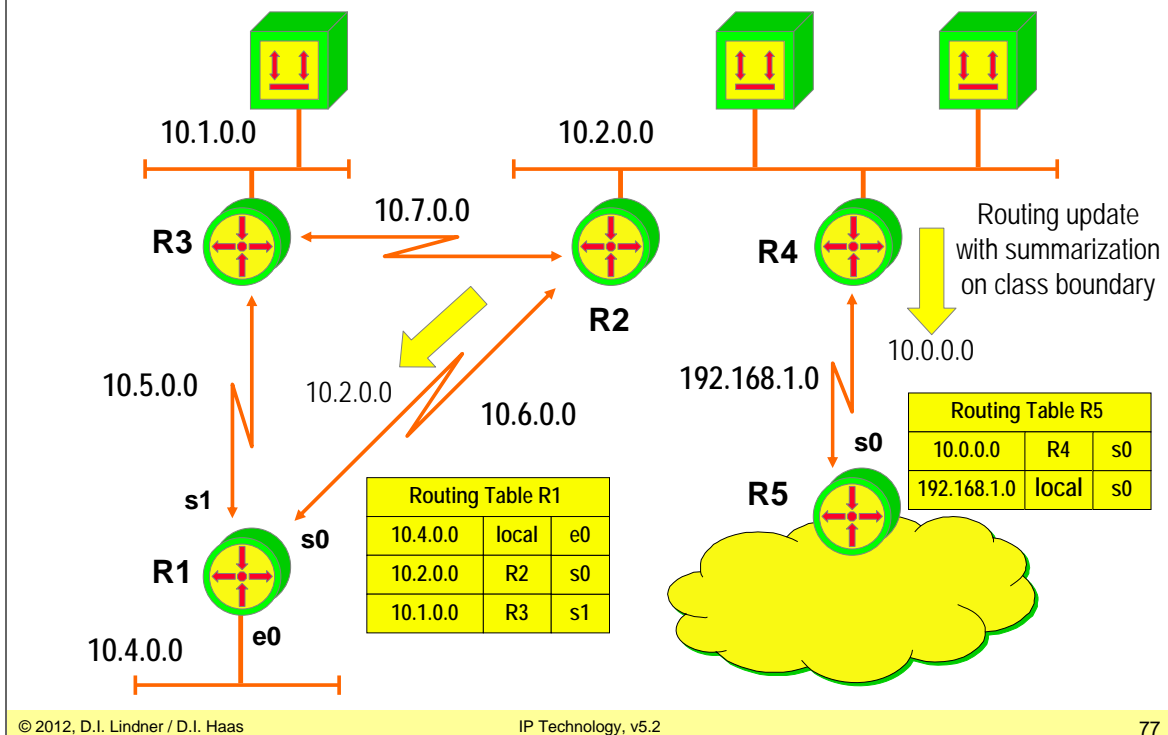 10.1.0.0
10.2.0.0
10.7.0.0
R3
R2
R4
Routing update
with summarization
on class boundary
10.0.0.0
10.5.0.0
10.2.0.0
10.6.0.0
192.168.1.0
s0
Routing Table R5
10.0.0.0 R4 s0
192.168.1.0 local s0
R5
s1
s0
R1
e0
10.4.0.0
Routing Table R1
10.4.0.0 local e0
10.2.0.0 R2 s0
10.1.0.0 R3 s1
© 2012, D.I. Lindner / D.I. Haas
IP Technology, v5.2
77